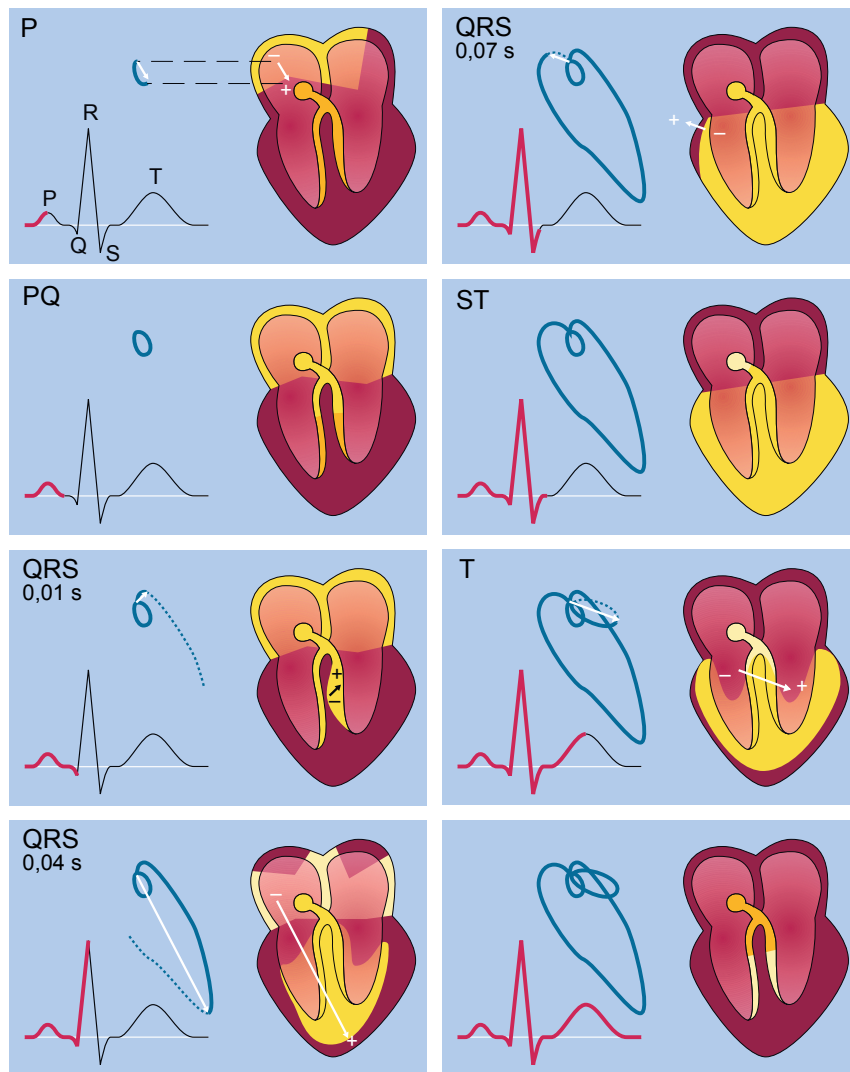 P
R
P
T
Q
S
−
+
PQ
QRS
0,01 s
+
−
QRS
0,04 s
−
+
QRS
0,07 s
+
−
ST
T
−
+